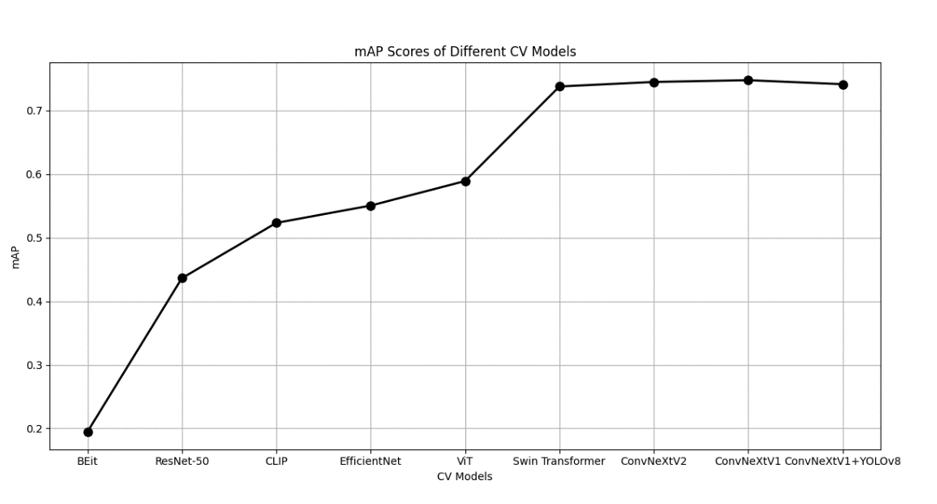 mAP Scores of Different CV Models
mAP
0.7
0.6
0.5
0.4
0.3
0.2
BEit ResNet-50 CLIP EfficientNet ViT Swin Transformer ConvNeXtV2 ConvNeXtV1 ConvNeXtV1+YOLOv8
CV Models